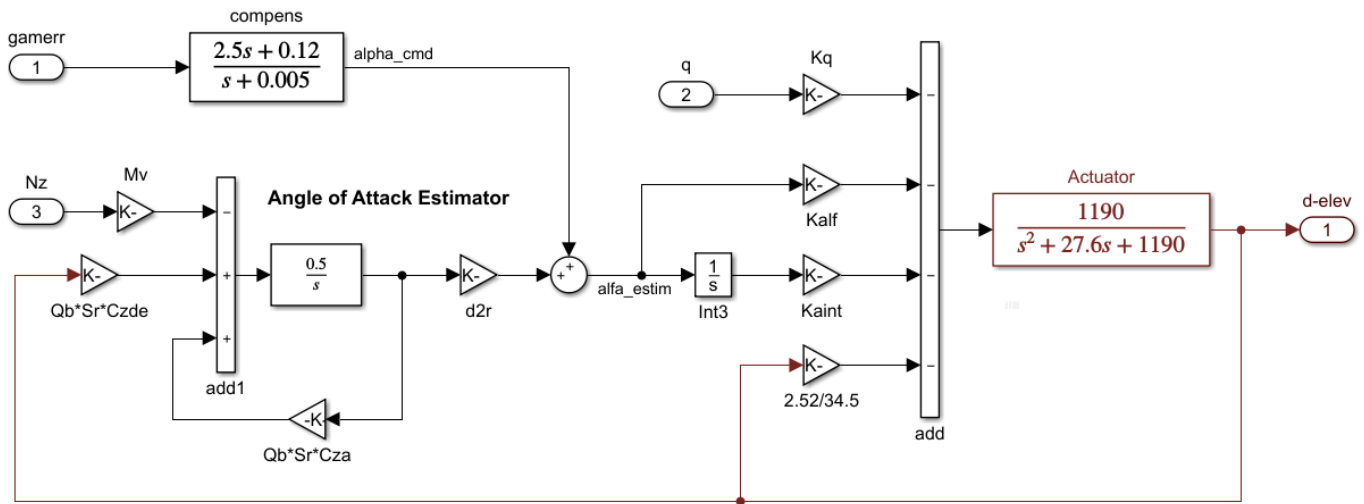 compens
gamerr
1
2.5s + 0.12
s + 0.005
alpha_cmd
q
2
Kq
K-
−
Nz
3
Mv
K-
−
Angle of Attack Estimator
K-
Kalf
−
Actuator
1190
s² + 27.6s + 1190
d-elev
1
K-
Qb*Sr*Czde
+
0.5
s
K-
d2r
+
+
alfa_estim
1
s
Int3
K-
Kaint
−
+
add1
K-
2.52/34.5
−
add
-K
Qb*Sr*Cza